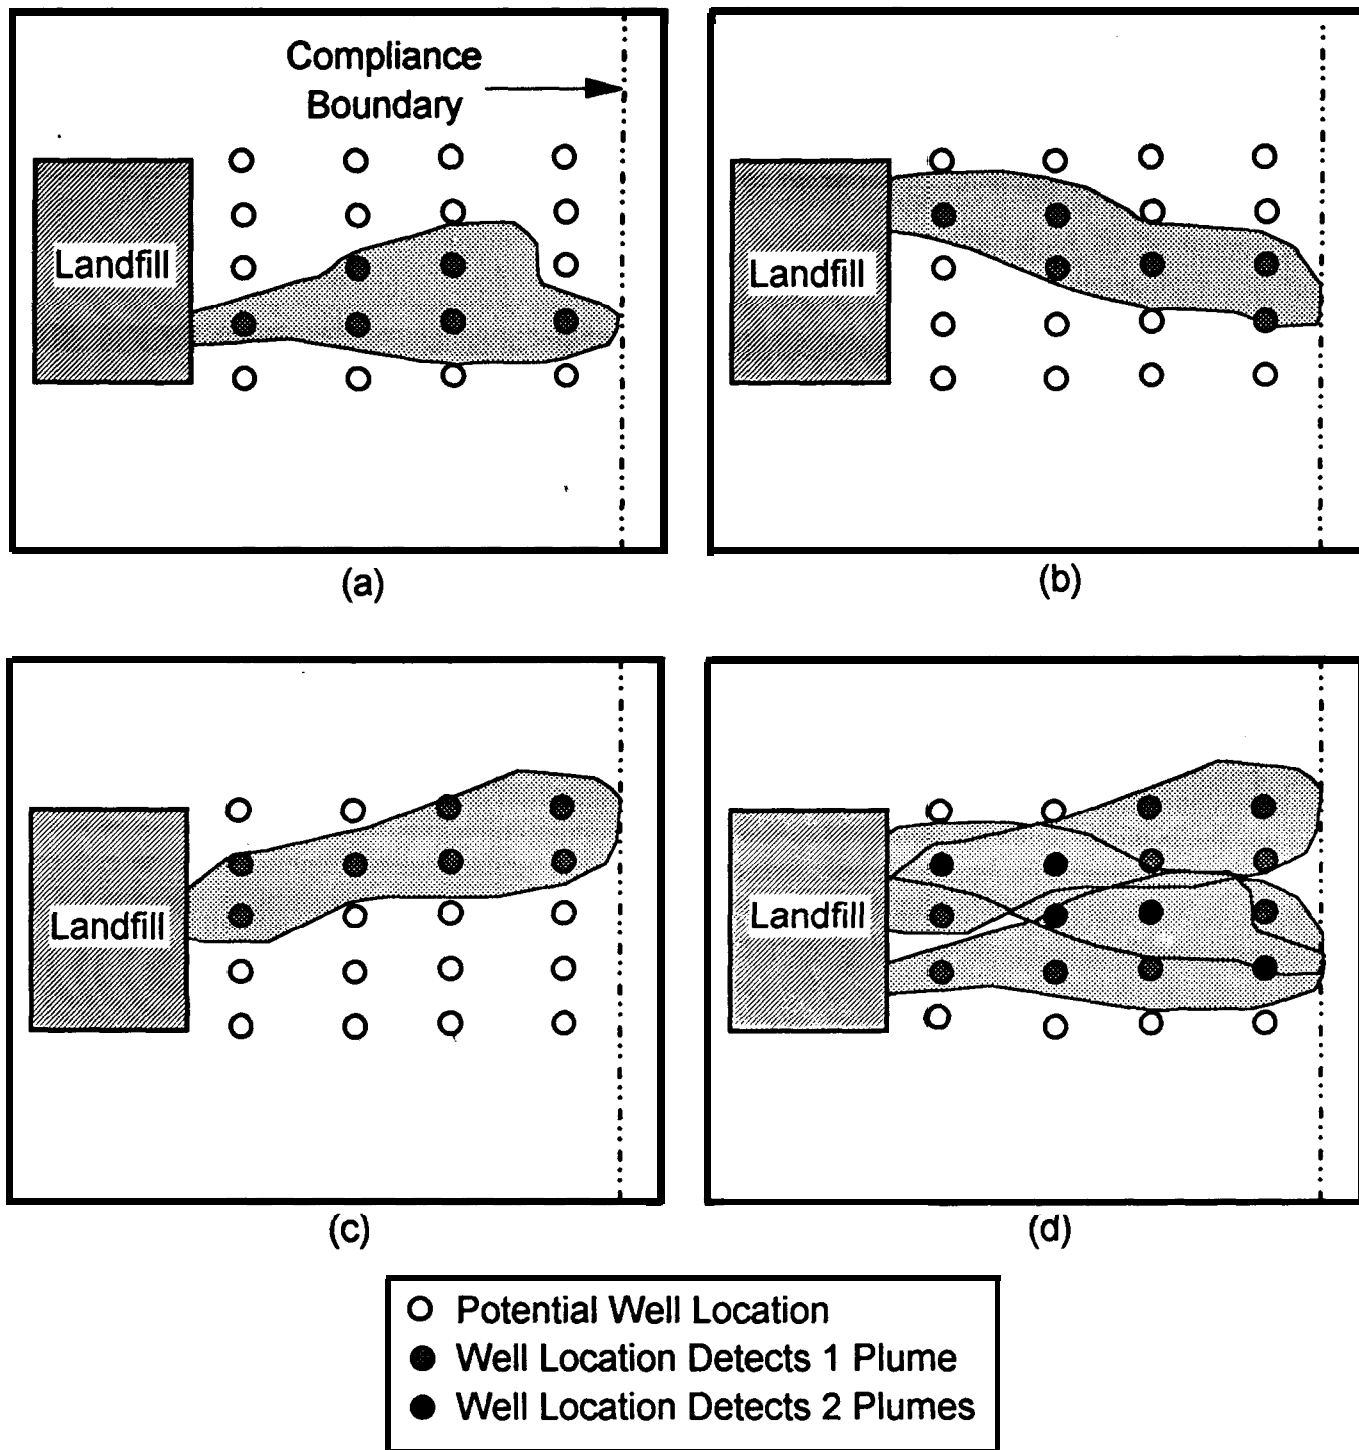 Compliance
Boundary
Landfill
(a)
Landfill
(b)
Landfill
(c)
Landfill
(d)
Potential Well Location
Well Location Detects 1 Plume
Well Location Detects 2 Plumes